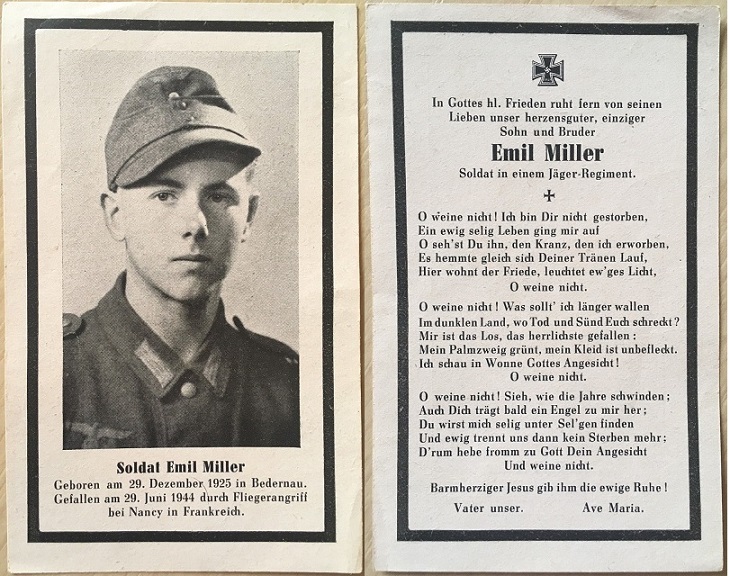 Soldat Emil Miller
Geboren am 29. Dezember 1925 in Bedernau.
Gefallen am 29. Juni 1944 durch Fliegerangriff
bei Nancy in Frankreich.
In Gottes hl. Frieden ruht fern von seinen
Lieben unser herzensguter, einziger
Sohn und Bruder
Emil Miller
Soldat in einem Jäger-Regiment.
O weine nicht! Ich bin Dir nicht gestorben,
Ein ewig selig Leben ging mir auf
O seh'st Du ihn, den Kranz, den ich erworben,
Es hemmte gleich sich Deiner Tränen Lauf,
Hier wohnt der Friede, leuchtet ew'ges Licht,
O weine nicht.
O weine nicht! Was sollt' ich länger wallen
Im dunklen Land, wo Tod und Sünd Euch schreckt?
Mir ist das Los, das herrlichste gefallen:
Mein Palmzweig grünt, mein Kleid ist unbefleckt.
Ich schau in Wonne Gottes Angesicht!
O weine nicht.
O weine nicht! Sieh, wie die Jahre schwinden;
Auch Dich trägt bald ein Engel zu mir her;
Du wirst mich selig unter Sel'gen finden
Und ewig trennt uns dann kein Sterben mehr;
D'rum hebe fromm zu Gott Dein Angesicht
Und weine nicht.
Barmherziger Jesus gib ihm die ewige Ruhe!
Vater unser. Ave Maria.